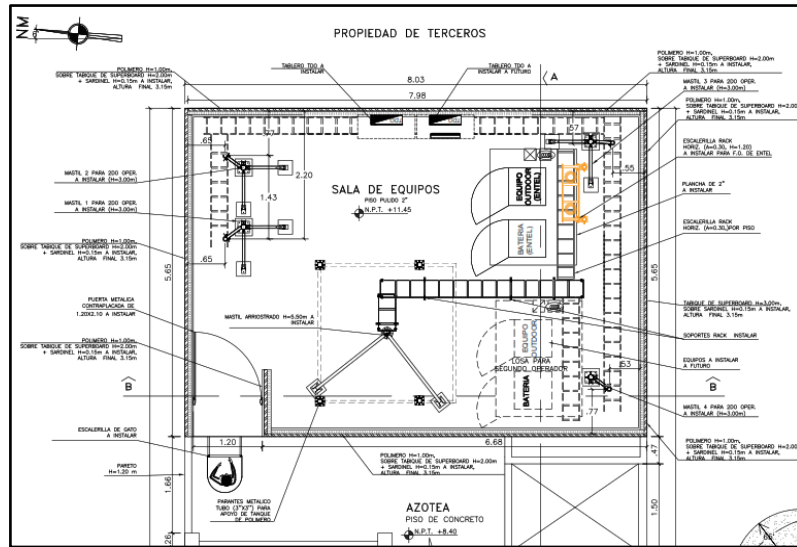 NM
PROPIEDAD DE TERCEROS
POLIMERO H=1.00m,
SOBRE TABIQUE DE SUPERBOARD H=2.00m
+ SARDINEL H=0.15m A INSTALAR,
ALTURA FINAL 3.15m
TABLERO TDO A
INSTALAR
TABLERO TDO A
INSTALAR A FUTURO
A
8.03
7.98
POLIMERO H=1.00m,
SOBRE TABIQUE DE SUPERBOARD H=2.00m
+ SARDINEL H=0.15m A INSTALAR,
ALTURA FINAL 3.15m
MASTIL 3 PARA 2DO OPER.
A INSTALAR (H=3.00m)
POLIMERO H=1.00m,
SOBRE TABIQUE DE SUPERBOARD H=2.00
+ SARDINEL H=0.15m A INSTALAR,
ALTURA FINAL 3.15m
ESCALERILLA RACK
HORIZ. (A=0.30, H=1.20)
A INSTALAR PARA F.O. DE ENTEL
PLANCHA DE 2"
A INSTALAR
ESCALERILLA RACK
HORIZ. (A=0.30,)POR PISO
.77
.65
2.20
1.43
.65
.57
.55
MASTIL 2 PARA 2DO OPER.
A INSTALAR (H=3.00m)
MASTIL 1 PARA 2DO OPER.
A INSTALAR (H=3.00m)
SALA DE EQUIPOS
PISO PULIDO 2"
N.P.T. +11.45
EQUIPO
OUTDOOR
(ENTEL)
BATERIA
(ENTEL)
POLIMERO H=1.00m,
SOBRE TABIQUE DE SUPERBOARD H=2.00m
+ SARDINEL H=0.15m A INSTALAR,
ALTURA FINAL 3.15m
5.65
5.65
PUERTA METALICA
CONTRAPLACADA DE
1.20X2.10 A INSTALAR
MASTIL ARRIOSTRADO H=5.50m A
INSTALAR
TABIQUE DE SUPERBOARD H=3.00m,
+ SARDINEL H=0.15m A INSTALAR,
ALTURA FINAL 3.15m
SOPORTES RACK INSTALAR
POLIMERO H=1.00m,
SOBRE TABIQUE DE SUPERBOARD H=2.00m
+ SARDINEL H=0.15m A INSTALAR,
ALTURA FINAL 3.15m
EQUIPO
OUTDOOR
LOSA PARA
SEGUNDO OPERADOR
BATERIA
EQUIPOS A INSTALAR
A FUTURO
.53
B
B
.77
MASTIL 4 PARA 2DO OPER.
A INSTALAR (H=3.00m)
ESCALERILLA DE GATO
A INSTALAR
1.20
6.68
.47
PARETO
H=1.20 m
POLIMERO H=1.00m,
SOBRE TABIQUE DE SUPERBOARD H=2.00m
+ SARDINEL H=0.15m A INSTALAR,
ALTURA FINAL 3.15m
POLIMERO H=1.00m,
SOBRE TABIQUE DE SUPERBOARD H=2.00
+ SARDINEL H=0.15m A INSTALAR,
ALTURA FINAL 3.15m
1.66
1.50
PARANTES METALICO
TUBO (3"X3") PARA
APOYO DE TANQUE
DE POLIMERO
AZOTEA
PISO DE CONCRETO
N.P.T. +8.40
.26